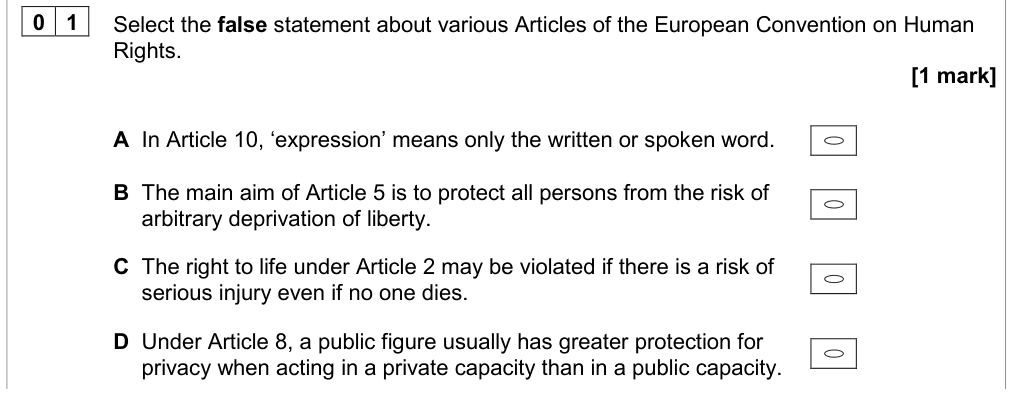 0 1 Select the false statement about various Articles of the European Convention on Human
Rights.
[1 mark]
A In Article 10, ‘expression’ means only the written or spoken word.
B The main aim of Article 5 is to protect all persons from the risk of
arbitrary deprivation of liberty.
C The right to life under Article 2 may be violated if there is a risk of
serious injury even if no one dies.
D Under Article 8, a public figure usually has greater protection for
privacy when acting in a private capacity than in a public capacity.